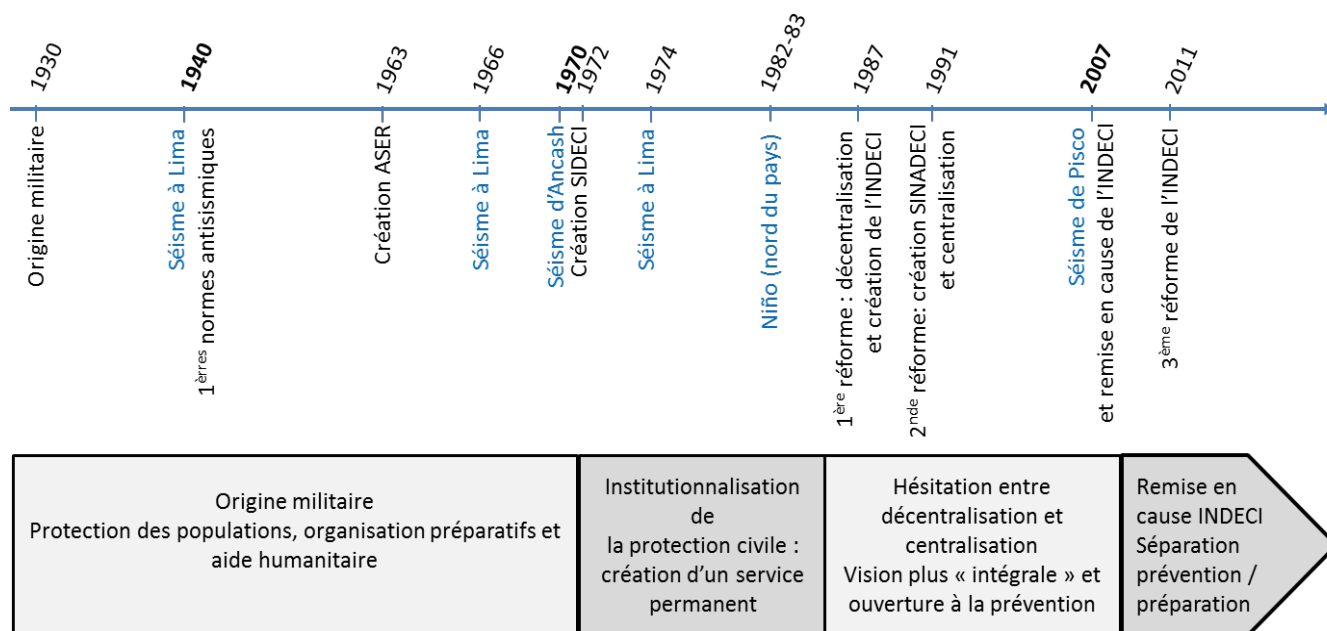 1930
1940
1963
1966
1970
1972
1974
1982-83
1987
1991
2007
2011
Origine militaire
Séisme à Lima
1èrres normes antisismiques
Création ASER
Séisme à Lima
Séisme d’Ancash
Création SIDECI
Séisme à Lima
Niño (nord du pays)
1ère réforme : décentralisation
et création de l’INDECI
2nde réforme: création SINADECI
et centralisation
Séisme de Pisco
et remise en cause de l’INDECI
3ème réforme de l’INDECI
Origine militaire
Protection des populations, organisation préparatifs et
aide humanitaire
Institutionnalisation
de
la protection civile :
création d’un service
permanent
Hésitation entre
décentralisation et
centralisation
Vision plus « intégrale » et
ouverture à la prévention
Remise en
cause INDECI
Séparation
prévention /
préparation